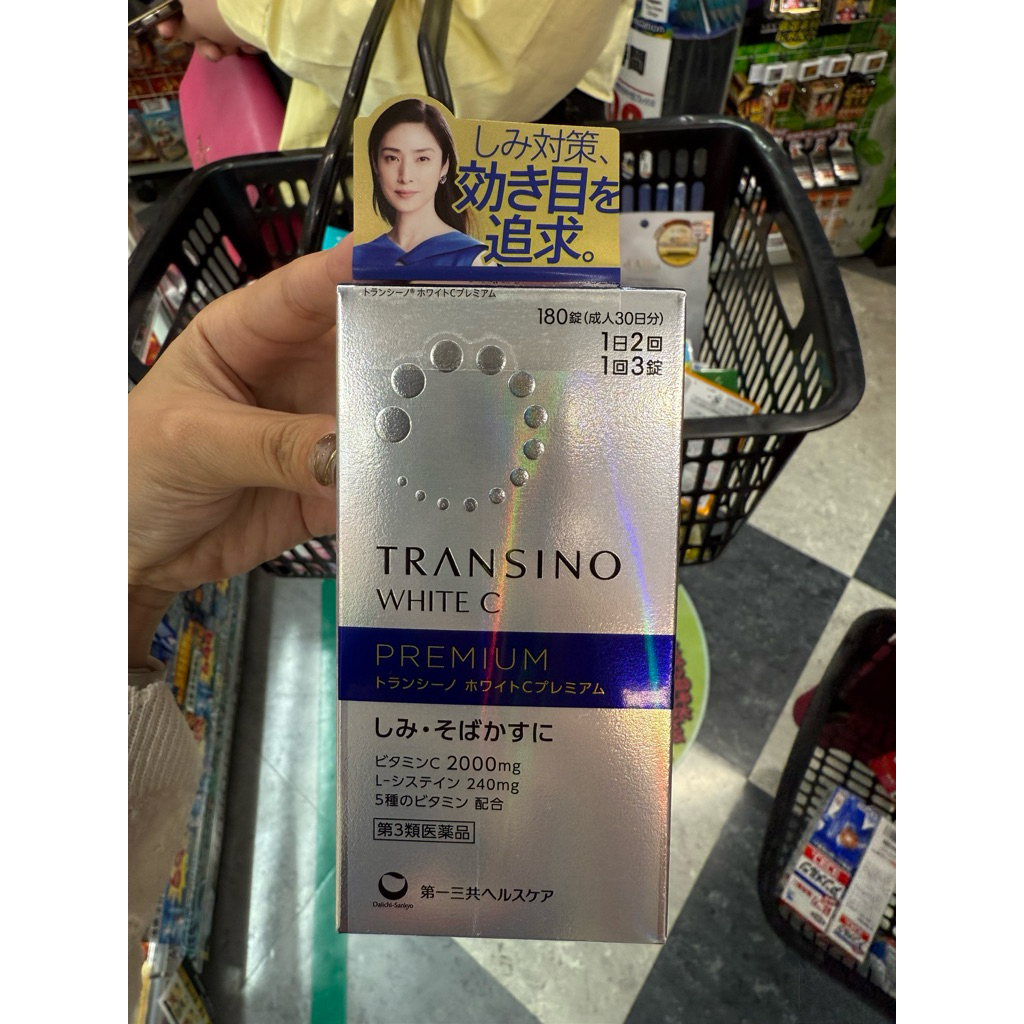 しみ対策、
効き目を
追求。
トランシーノ® ホワイトCプレミアム
180錠(成人30日分)
1日2回
1回3錠
TRANSINO
WHITE C
PREMIUM
トランシーノ ホワイトCプレミアム
しみ・そばかすに
ビタミンC 2000mg
L-システイン 240mg
5種のビタミン 配合
第3類医薬品
Daiichi-Sankyo
第一三共ヘルスケア